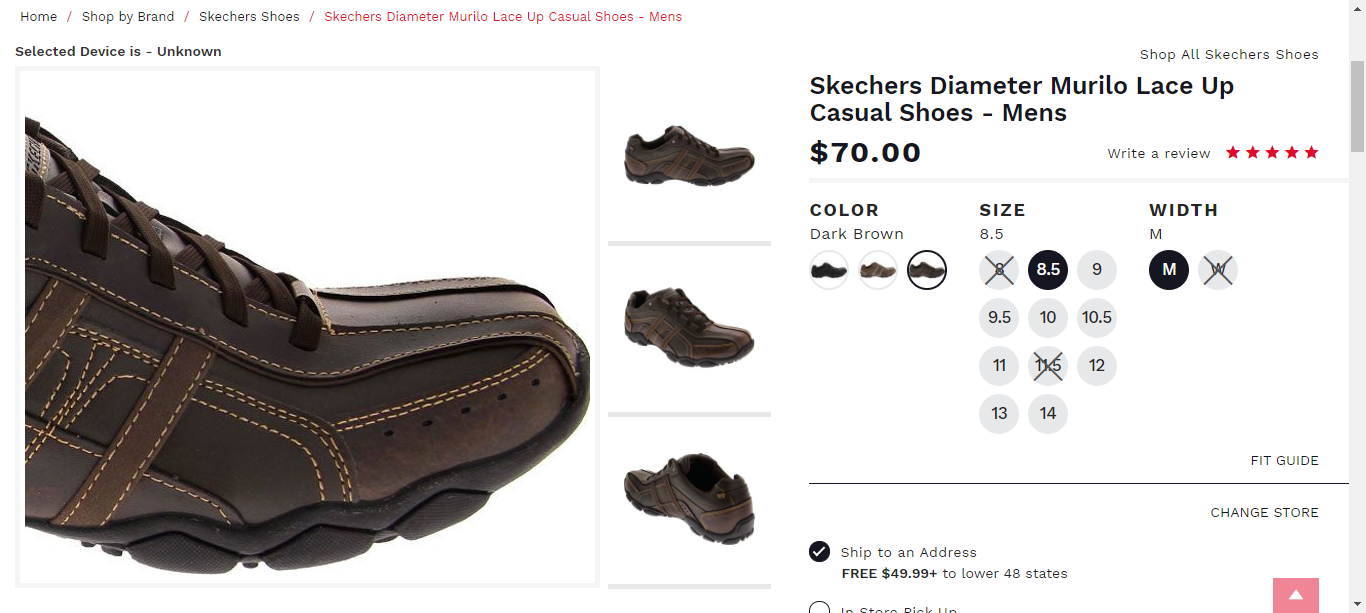 Home / Shop by Brand / Skechers Shoes / Skechers Diameter Murilo Lace Up Casual Shoes - Mens
Selected Device is - Unknown
Shop All Skechers Shoes
Skechers Diameter Murilo Lace Up
Casual Shoes - Mens
$70.00
Write a review
COLOR
Dark Brown
SIZE
8.5
8 8.5 9
9.5 10 10.5
11 11.5 12
13 14
WIDTH
M
M W
FIT GUIDE
CHANGE STORE
Ship to an Address
FREE $49.99+ to lower 48 states
In Store Pick Up